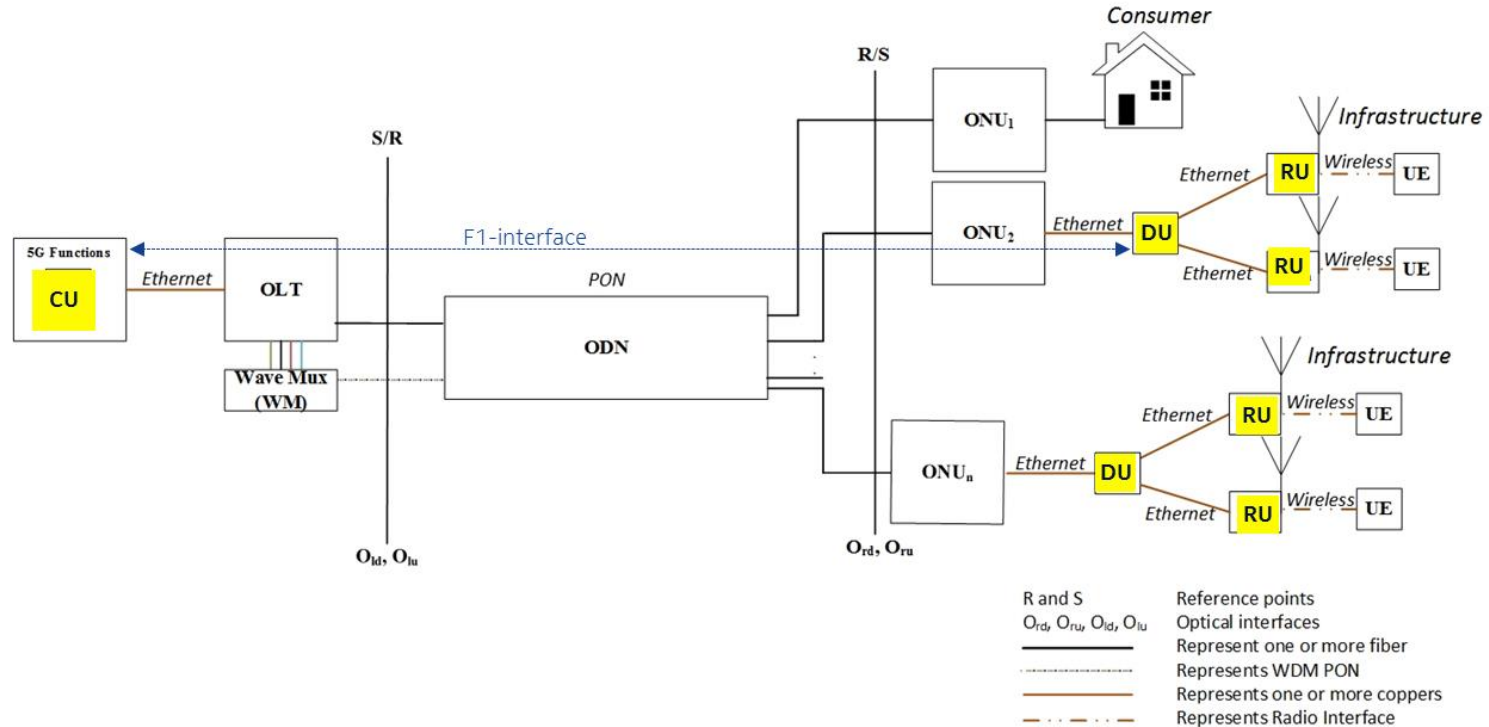 Consumer
R/S
ONU₁
Infrastructure
S/R
RU
Wireless
UE
Ethernet
F1-interface
ONU₂
Ethernet
DU
5G Functions
CU
Ethernet
OLT
PON
Ethernet
RU
Wireless
UE
ODN
Wave Mux
(WM)
Infrastructure
Ethernet
RU
Wireless
UE
ONUₙ
Ethernet
DU
Ethernet
RU
Wireless
UE
Old, Olu
Ord, Oru
R and S Reference points
Ord, Oru, Old, Olu Optical interfaces
Represent one or more fiber
Represents WDM PON
Represents one or more coppers
Represents Radio Interface